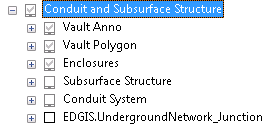 Conduit and Subsurface Structure
Vault Anno
Vault Polygon
Enclosures
Subsurface Structure
Conduit System
EDGIS.UndergroundNetwork_Junction